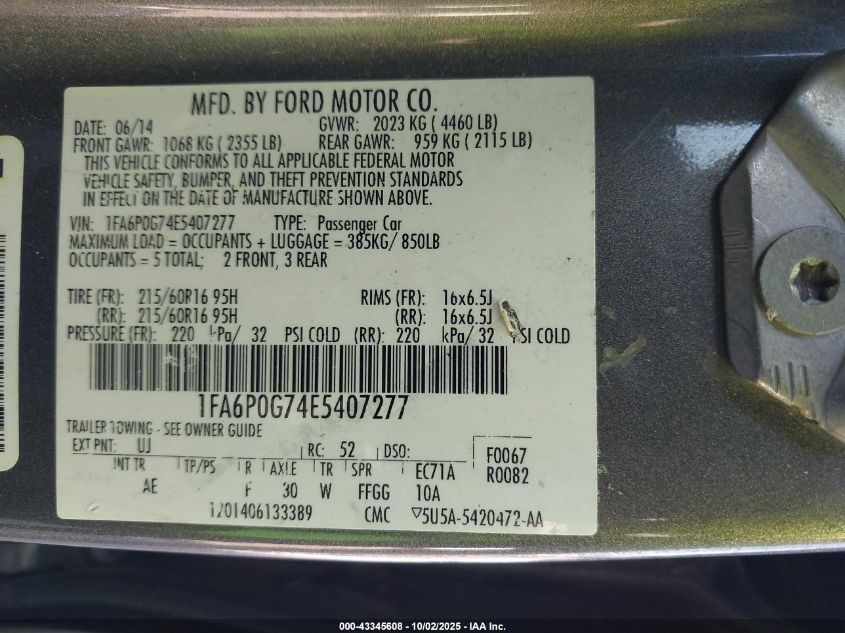 MFD. BY FORD MOTOR CO.
DATE: 06/14 GVWR: 2023 KG ( 4460 LB)
FRONT GAWR: 1068 KG ( 2355 LB) REAR GAWR: 959 KG ( 2115 LB)
THIS VEHICLE CONFORMS TO ALL APPLICABLE FEDERAL MOTOR
VEHICLE SAFETY, BUMPER, AND THEFT PREVENTION STANDARDS
IN EFFECT ON THE DATE OF MANUFACTURE SHOWN ABOVE.
VIN: 1FA6P0G74E5407277 TYPE: Passenger Car
MAXIMUM LOAD = OCCUPANTS + LUGGAGE = 385KG/ 850LB
OCCUPANTS = 5 TOTAL; 2 FRONT, 3 REAR
TIRE (FR): 215/60R16 95H RIMS (FR): 16x6.5J
(RR): 215/60R16 95H (RR): 16x6.5J
PRESSURE (FR): 220 kPa/ 32 PSI COLD (RR): 220 kPa/ 32 PSI COLD
1FA6P0G74E5407277
TRAILER TOWING - SEE OWNER GUIDE
EXT PNT: UJ RC: 52 DSO: F0067
R0082
INT TR TP/PS R AXLE TR SPR EC71A
AE F 30 W FFGG 10A
1201406133389 CMC ▽5U5A-5420472-AA
000-43345608 - 10/02/2025 - IAA Inc.